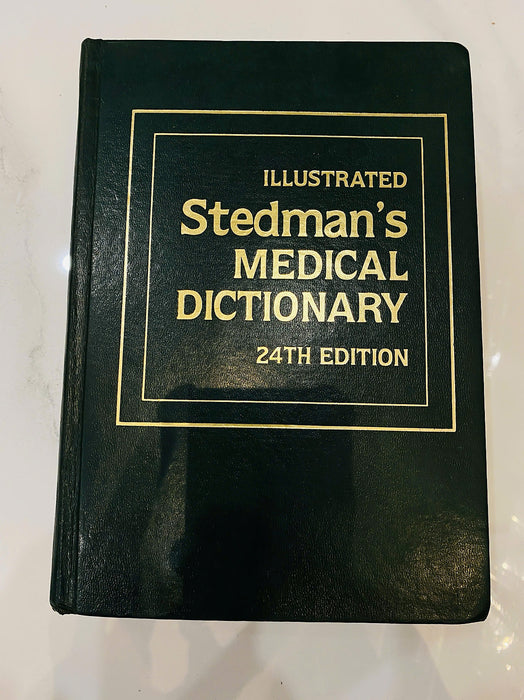 ILLUSTRATED
Stedman's
MEDICAL
DICTIONARY
24TH EDITION